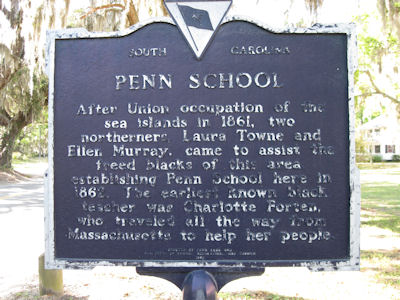 SOUTH CAROLINA
PENN SCHOOL
After Union occupation of the
sea islands in 1861, two
northerners, Laura Towne and
Ellen Murray, came to assist the
freed blacks of this area
establishing Penn School here in
1862. The earliest known black
teacher was Charlotte Forten,
who traveled all the way from
Massachusetts to help her people.